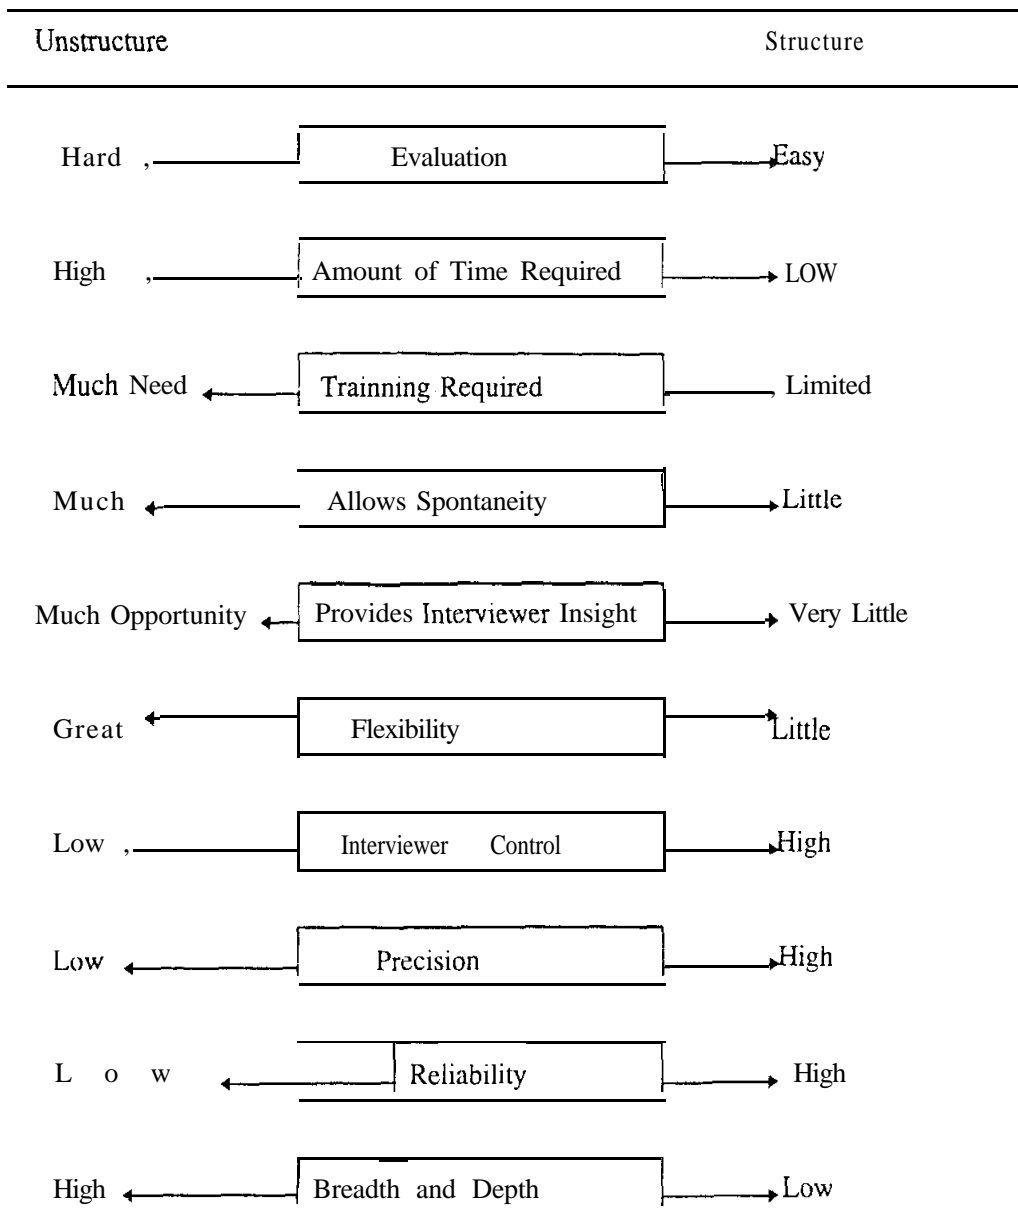 Unstructure Structure
Hard Evaluation Easy
High Amount of Time Required LOW
Much Need Trainning Required Limited
Much Allows Spontaneity Little
Much Opportunity Provides Interviewer Insight Very Little
Great Flexibility Little
Low Interviewer Control High
Low Precision High
L o w Reliability High
High Breadth and Depth Low